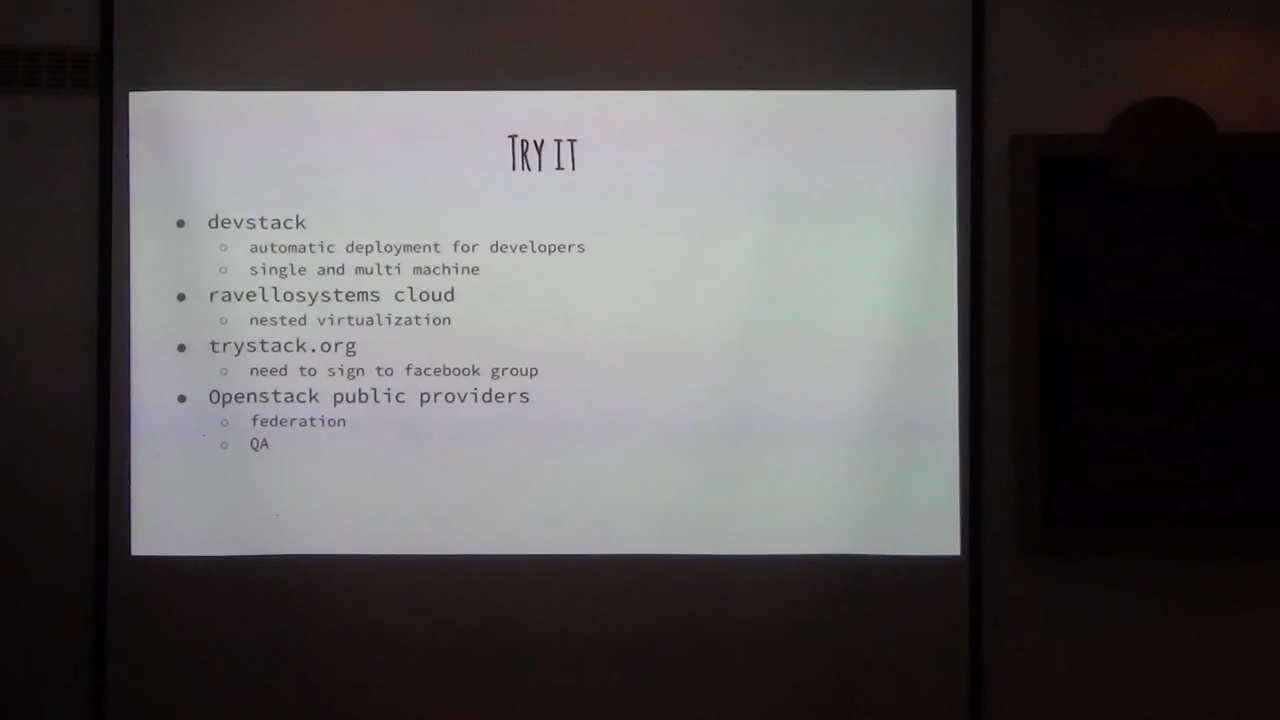 TRY IT
devstack
automatic deployment for developers
single and multi machine
ravellosystems cloud
nested virtualization
trystack.org
need to sign to facebook group
Openstack public providers
federation
QA